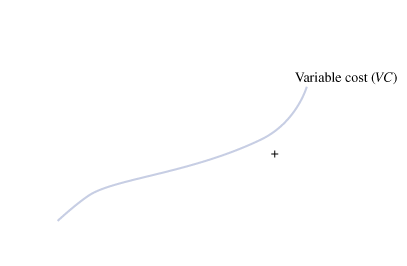 Variable cost (VC)
+